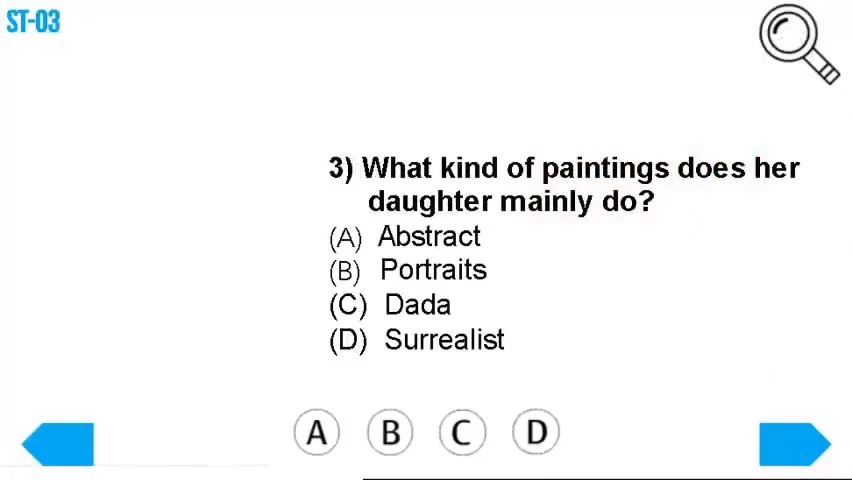 ST-03
3) What kind of paintings does her
daughter mainly do?
(A) Abstract
(B) Portraits
(C) Dada
(D) Surrealist
A B C D